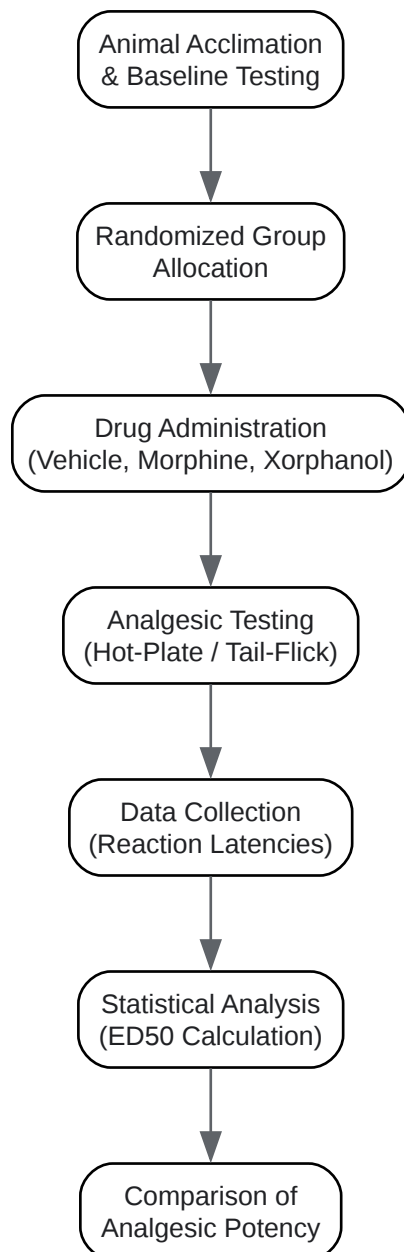 Animal Acclimation
& Baseline Testing
Randomized Group
Allocation
Drug Administration
(Vehicle, Morphine, Xorphanol)
Analgesic Testing
(Hot-Plate / Tail-Flick)
Data Collection
(Reaction Latencies)
Statistical Analysis
(ED50 Calculation)
Comparison of
Analgesic Potency